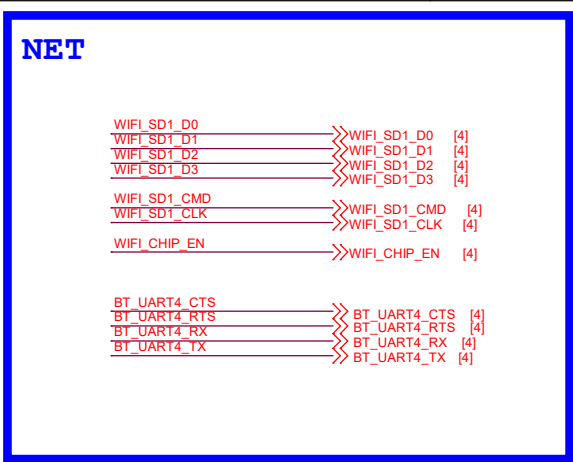 NET
WIFI_SD1_D0 WIFI_SD1_D0 [4]
WIFI_SD1_D1 WIFI_SD1_D1 [4]
WIFI_SD1_D2 WIFI_SD1_D2 [4]
WIFI_SD1_D3 WIFI_SD1_D3 [4]
WIFI_SD1_CMD WIFI_SD1_CMD [4]
WIFI_SD1_CLK WIFI_SD1_CLK [4]
WIFI_CHIP_EN WIFI_CHIP_EN [4]
BT_UART4_CTS BT_UART4_CTS [4]
BT_UART4_RTS BT_UART4_RTS [4]
BT_UART4_RX BT_UART4_RX [4]
BT_UART4_TX BT_UART4_TX [4]